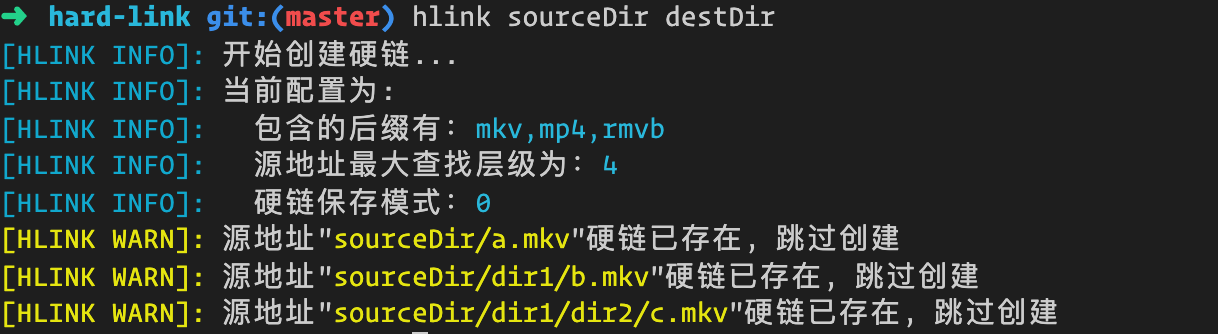 ➜ hard-link git:(master) hlink sourceDir destDir
[HLINK INFO]: 开始创建硬链...
[HLINK INFO]: 当前配置为:
[HLINK INFO]:   包含的后缀有: mkv,mp4,rmvb
[HLINK INFO]:   源地址最大查找层级为: 4
[HLINK INFO]:   硬链保存模式: 0
[HLINK WARN]: 源地址"sourceDir/a.mkv"硬链已存在, 跳过创建
[HLINK WARN]: 源地址"sourceDir/dir1/b.mkv"硬链已存在, 跳过创建
[HLINK WARN]: 源地址"sourceDir/dir1/dir2/c.mkv"硬链已存在, 跳过创建